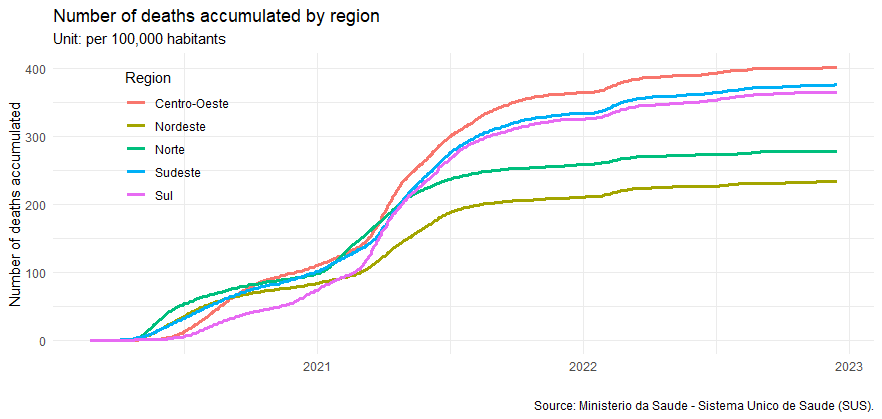 Number of deaths accumulated by region
Unit: per 100,000 habitants
Number of deaths accumulated
400
300
200
100
0
Region
Centro-Oeste
Nordeste
Norte
Sudeste
Sul
2021
2022
2023
Source: Ministerio da Saude - Sistema Unico de Saude (SUS).